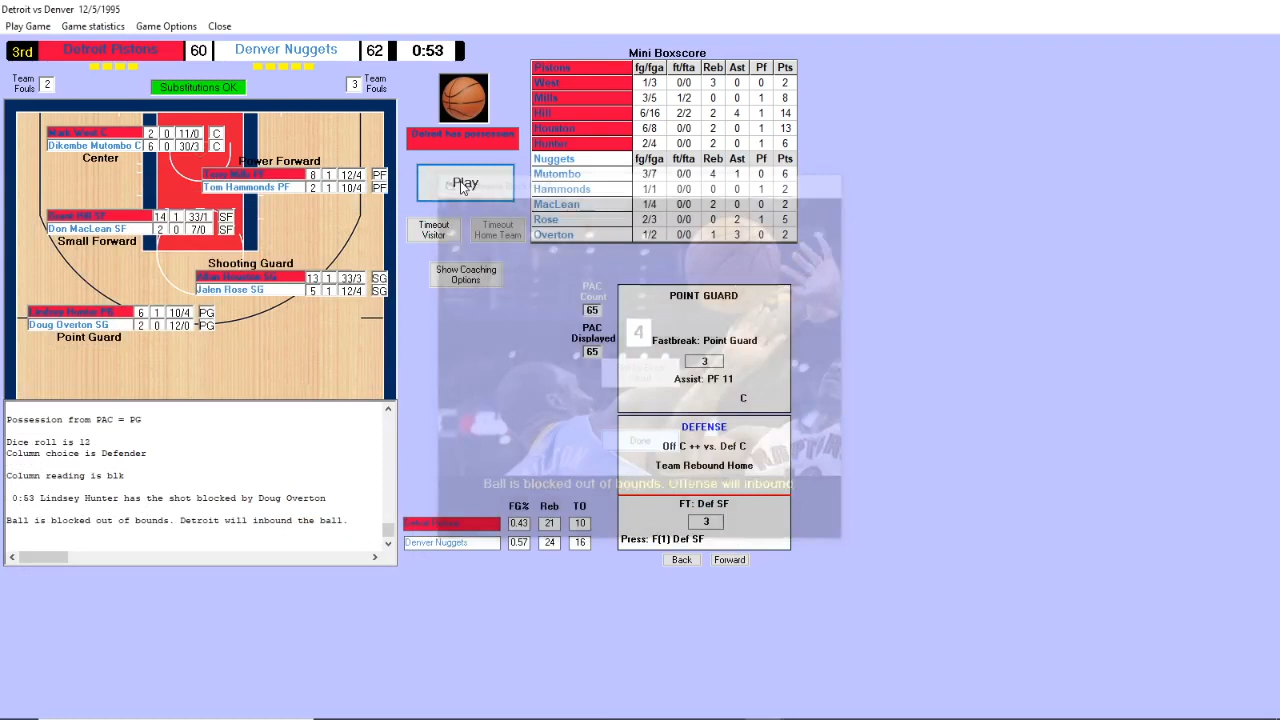 Detroit vs Denver 12/5/1995
Play Game Game statistics Game Options Close
3rd Detroit Pistons 60 Denver Nuggets 62 0:53
Team Fouls 2 Substitutions OK 3 Team Fouls
Mark West C 2 0 11/0 C
Dikembe Mutombo C 6 0 30/3 C
Center
Power Forward
Terry Mills PF 8 1 12/4 PF
Tom Hammonds PF 2 1 10/4 PF
Grant Hill SF 14 1 33/1 SF
Don MacLean SF 2 0 7/0 SF
Small Forward
Shooting Guard
Allan Houston SG 13 1 33/3 SG
Jalen Rose SG 5 1 12/4 SG
Lindsey Hunter PG 6 1 10/4 PG
Doug Overton SG 2 0 12/0 PG
Point Guard
Possession from PAC = PG
Dice roll is 12
Column choice is Defender
Column reading is blk
0:53 Lindsey Hunter has the shot blocked by Doug Overton
Ball is blocked out of bounds. Detroit will inbound the ball.
Detroit has possession
Play
Timeout Visitor
Timeout Home Team
Show Coaching Options
Mini Boxscore
Pistons fg/fga ft/fta Reb Ast Pf Pts
West 1/3 0/0 3 0 0 2
Mills 3/5 1/2 0 0 1 8
Hill 6/16 2/2 2 4 1 14
Houston 6/8 0/0 2 0 1 13
Hunter 2/4 0/0 2 0 1 6
Nuggets fg/fga ft/fta Reb Ast Pf Pts
Mutombo 3/7 0/0 4 1 0 6
Hammonds 1/1 0/0 0 0 1 2
MacLean 1/4 0/0 2 0 0 2
Rose 2/3 0/0 0 2 1 5
Overton 1/2 0/0 1 3 0 2
PAC Count
65
PAC Displayed
65
4
POINT GUARD
Fastbreak: Point Guard
3
Assist: PF 11
C
DEFENSE
Off C ++ vs. Def C
Team Rebound Home
Done
Ball is blocked out of bounds. Offense will inbound
FT: Def SF
3
Press: F(1) Def SF
Back Forward
FG% Reb TO
Detroit Pistons 0.43 21 10
Denver Nuggets 0.57 24 16